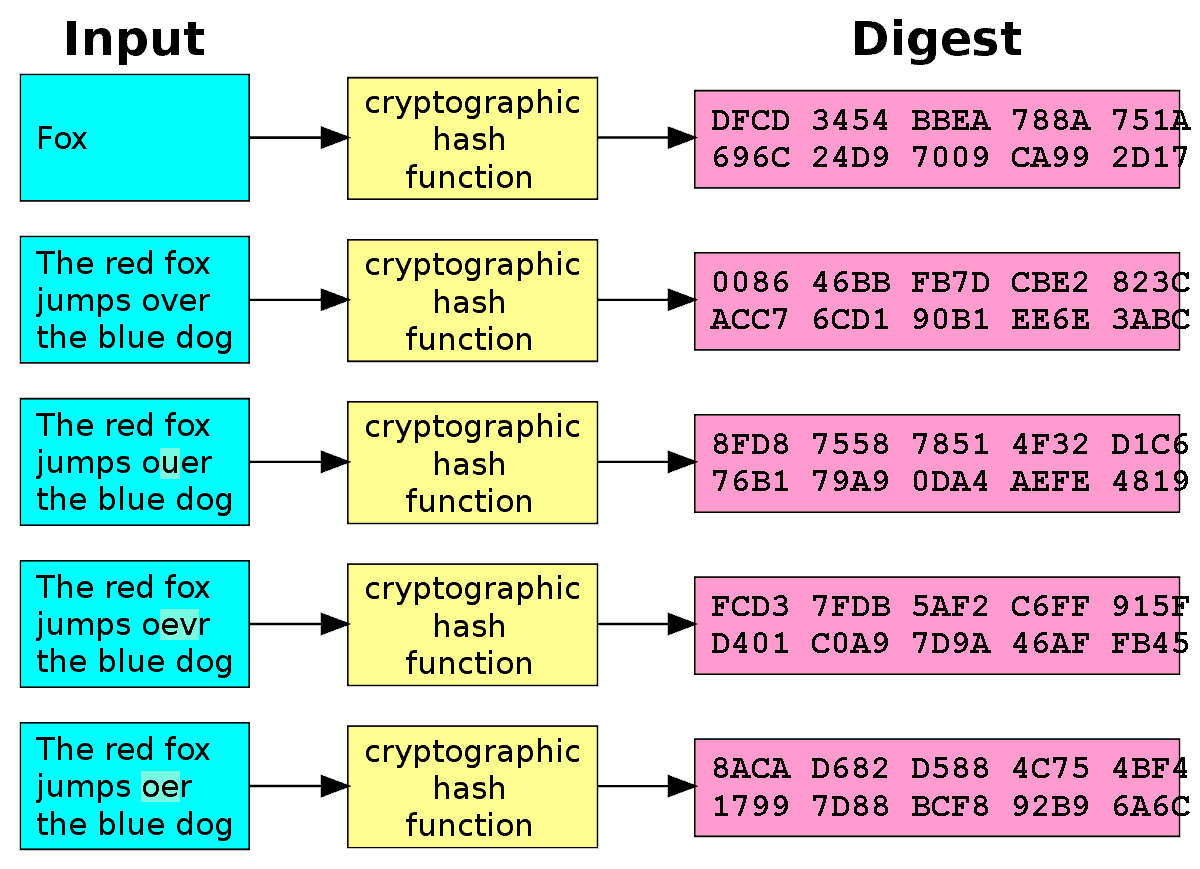 Input
Digest
Fox
cryptographic
hash
function
DFCD 3454 BBEA 788A 751A
696C 24D9 7009 CA99 2D17
The red fox
jumps over
the blue dog
cryptographic
hash
function
0086 46BB FB7D CBE2 823C
ACC7 6CD1 90B1 EE6E 3ABC
The red fox
jumps ouer
the blue dog
cryptographic
hash
function
8FD8 7558 7851 4F32 D1C6
76B1 79A9 0DA4 AEFE 4819
The red fox
jumps oevr
the blue dog
cryptographic
hash
function
FCD3 7FDB 5AF2 C6FF 915F
D401 C0A9 7D9A 46AF FB45
The red fox
jumps oer
the blue dog
cryptographic
hash
function
8ACA D682 D588 4C75 4BF4
1799 7D88 BCF8 92B9 6A6C